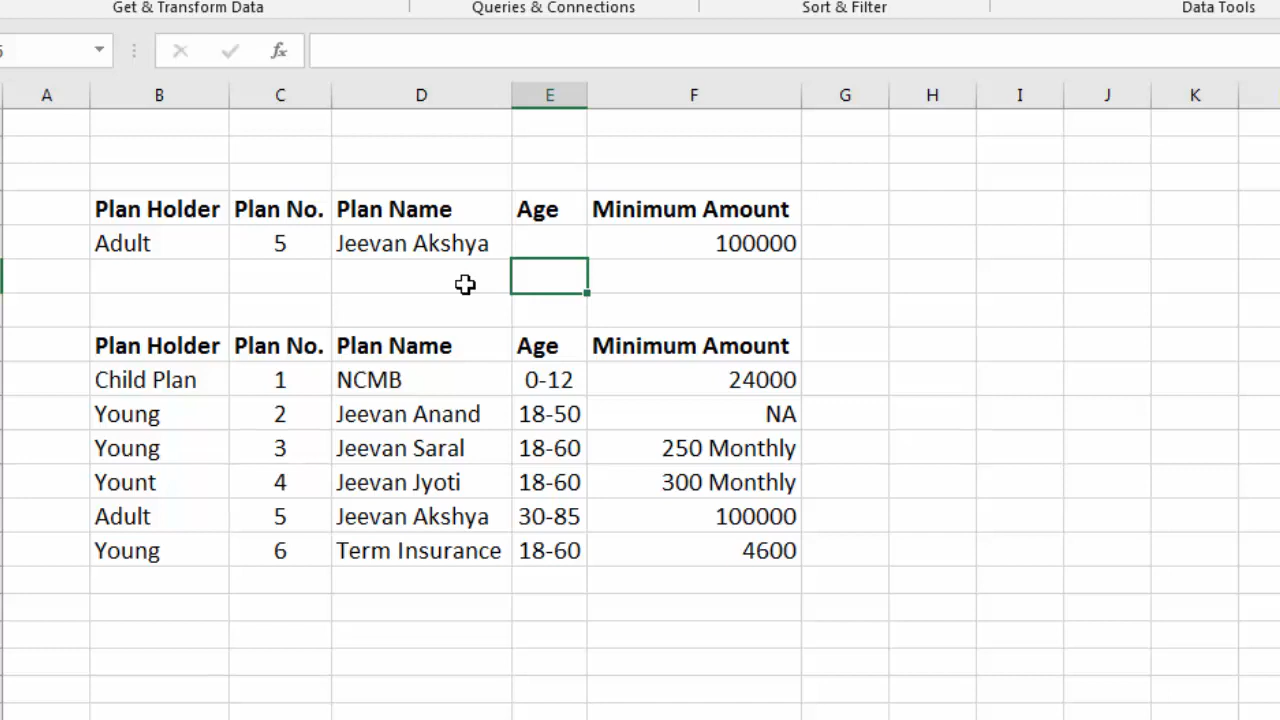 Get & Transform Data Queries & Connections Sort & Filter Data Tools
fx
A B C D E F G H I J K
Plan Holder Plan No. Plan Name Age Minimum Amount
Adult 5 Jeevan Akshya 100000
Plan Holder Plan No. Plan Name Age Minimum Amount
Child Plan 1 NCMB 0-12 24000
Young 2 Jeevan Anand 18-50 NA
Young 3 Jeevan Saral 18-60 250 Monthly
Yount 4 Jeevan Jyoti 18-60 300 Monthly
Adult 5 Jeevan Akshya 30-85 100000
Young 6 Term Insurance 18-60 4600